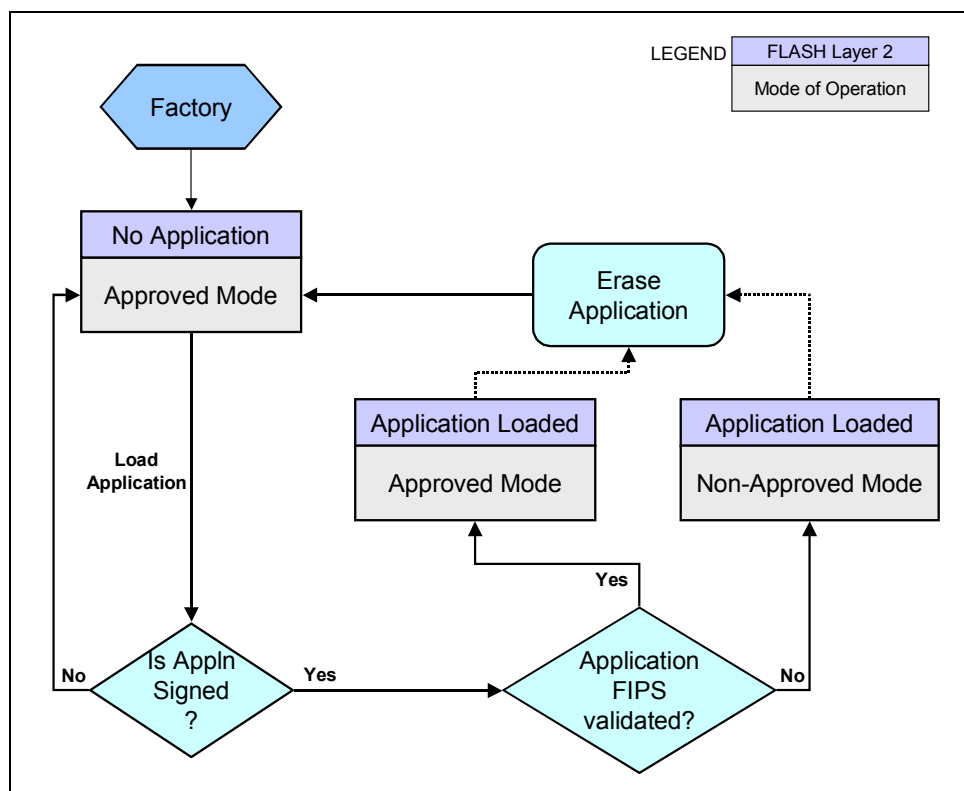 LEGEND
FLASH Layer 2
Mode of Operation
Factory
No Application
Approved Mode
Erase
Application
Application Loaded
Approved Mode
Application Loaded
Non-Approved Mode
Load
Application
Yes
No
Is Appln
Signed
?
Yes
Application
FIPS
validated?
No